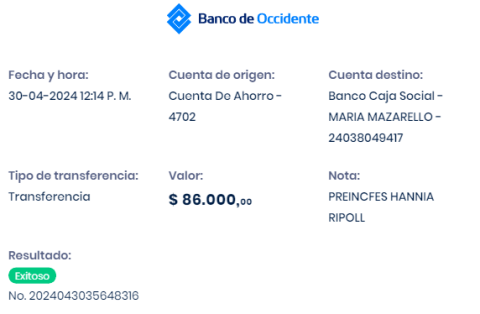 Banco de Occidente
Fecha y hora:
30-04-2024 12:14 P. M.
Cuenta de origen:
Cuenta De Ahorro -
4702
Cuenta destino:
Banco Caja Social -
MARIA MAZARELLO -
24038049417
Tipo de transferencia:
Transferencia
Valor:
$ 86.000,00
Nota:
PREINCFES HANNIA
RIPOLL
Resultado:
Exitoso
No. 2024043035648316